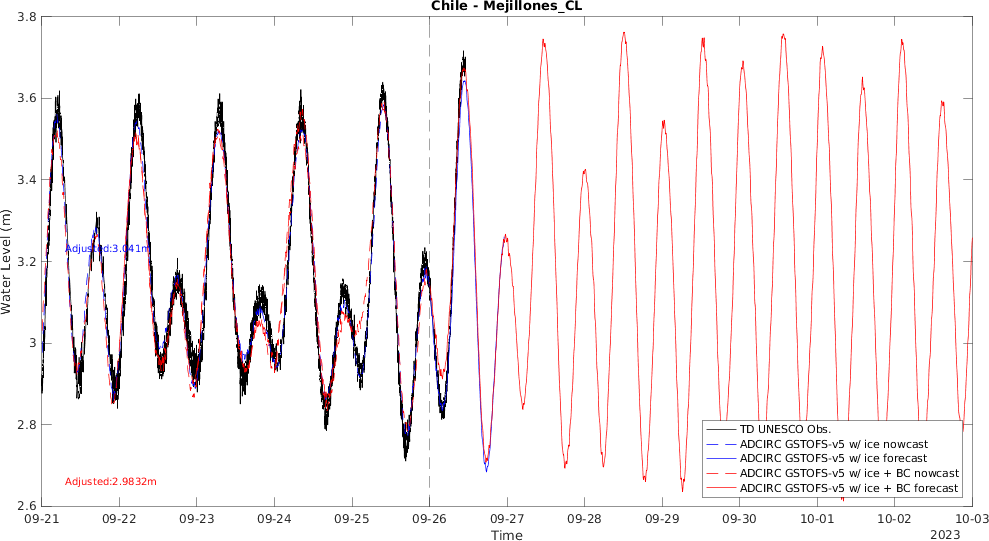 Chile - Mejillones_CL
3.8
3.6
3.4
3.2
3
2.8
2.6
Water Level (m)
Adjusted:3.041m
Adjusted:2.9832m
TD UNESCO Obs.
ADCIRC GSTOFS-v5 w/ ice nowcast
ADCIRC GSTOFS-v5 w/ ice forecast
ADCIRC GSTOFS-v5 w/ ice + BC nowcast
ADCIRC GSTOFS-v5 w/ ice + BC forecast
09-21 09-22 09-23 09-24 09-25 09-26 09-27 09-28 09-29 09-30 10-01 10-02 10-03
Time
2023